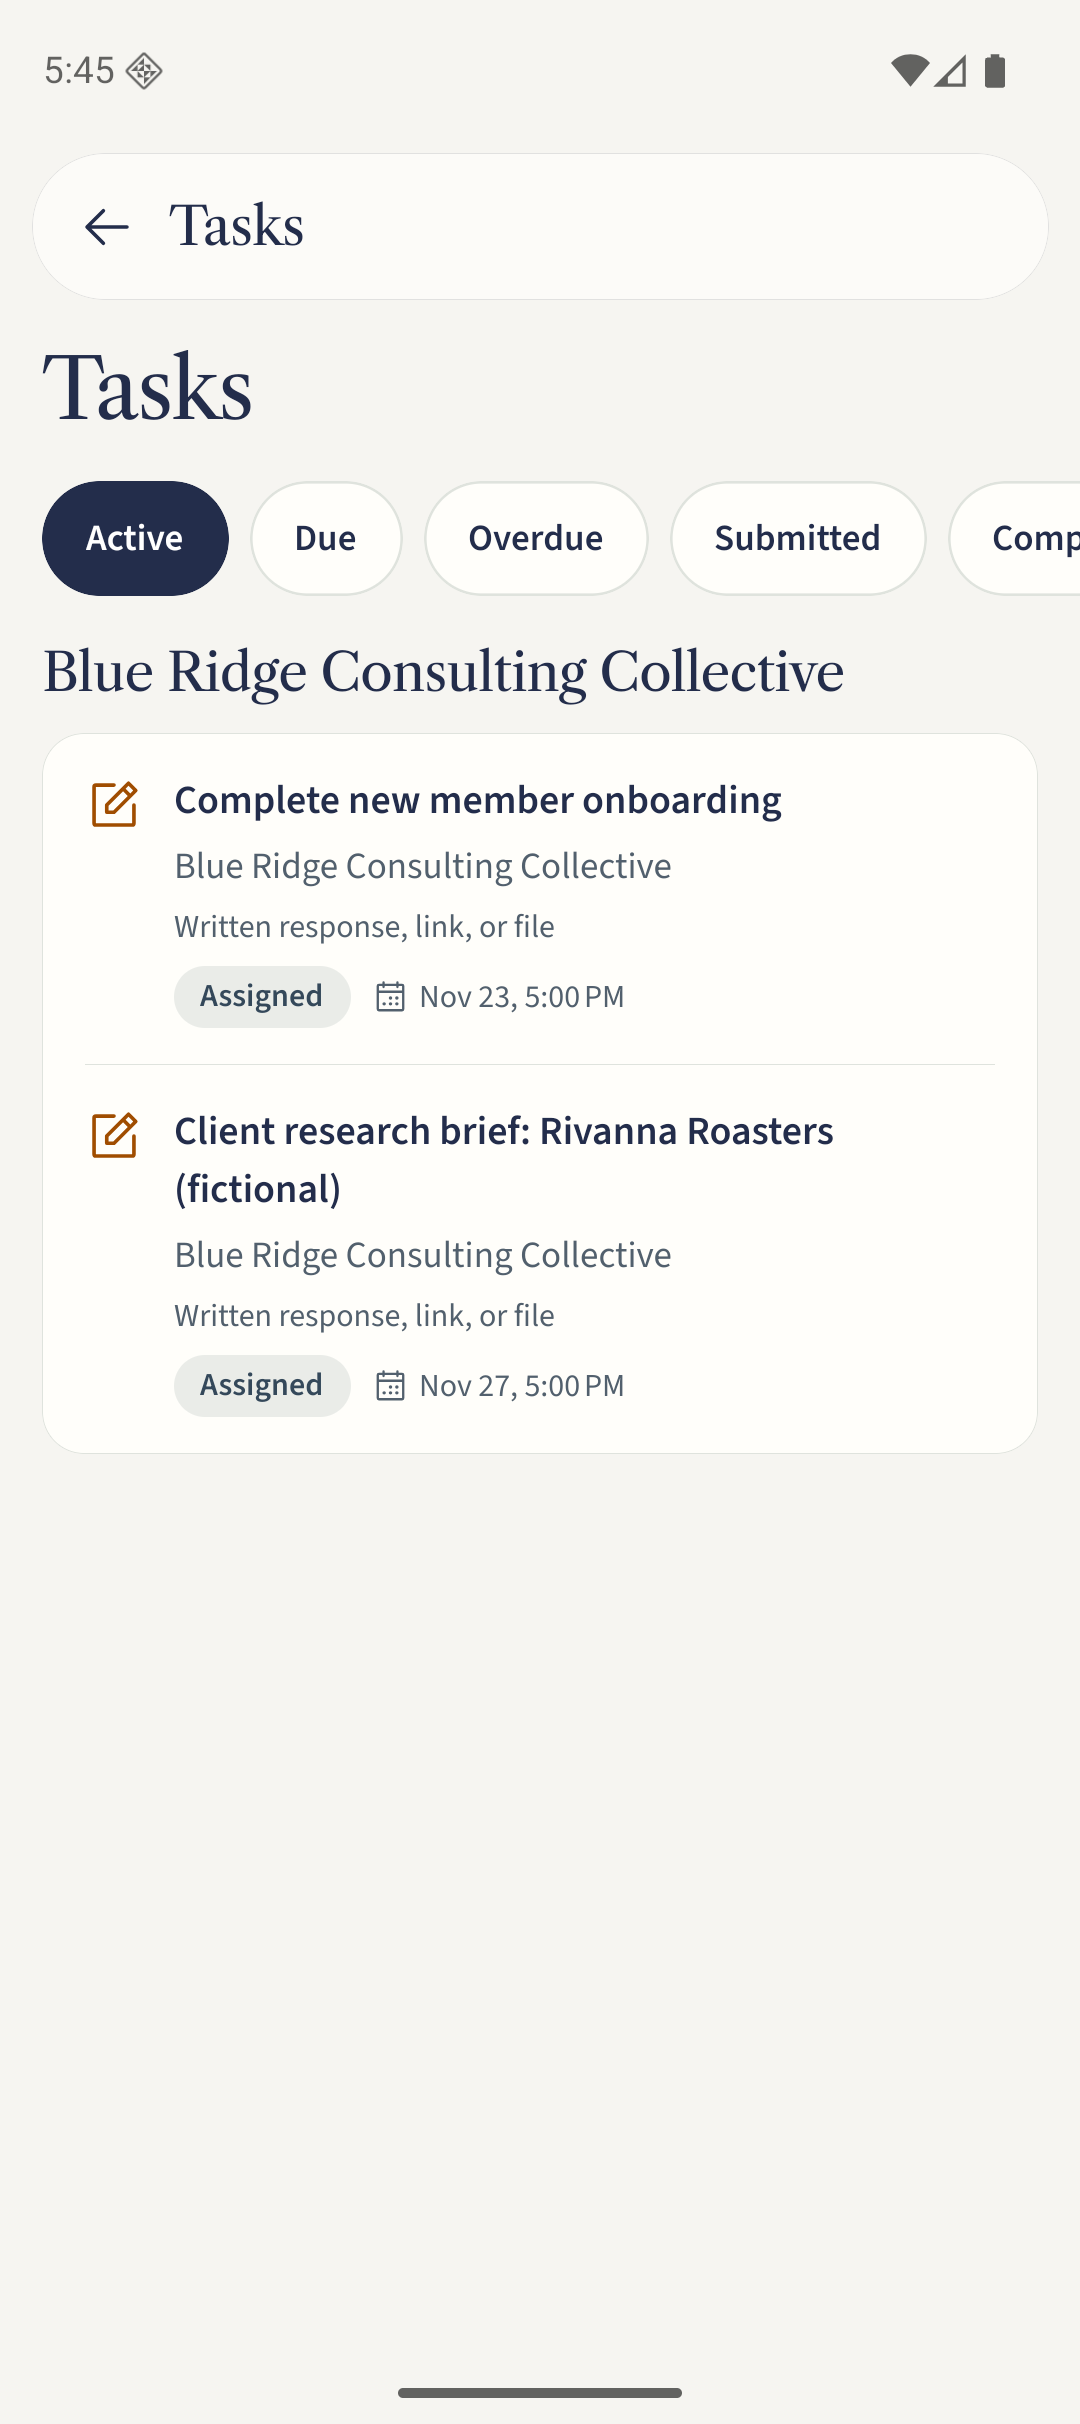 5:45
Tasks
Tasks
Active Due Overdue Submitted Comp
Blue Ridge Consulting Collective
Complete new member onboarding
Blue Ridge Consulting Collective
Written response, link, or file
Assigned Nov 23, 5:00 PM
Client research brief: Rivanna Roasters
(fictional)
Blue Ridge Consulting Collective
Written response, link, or file
Assigned Nov 27, 5:00 PM